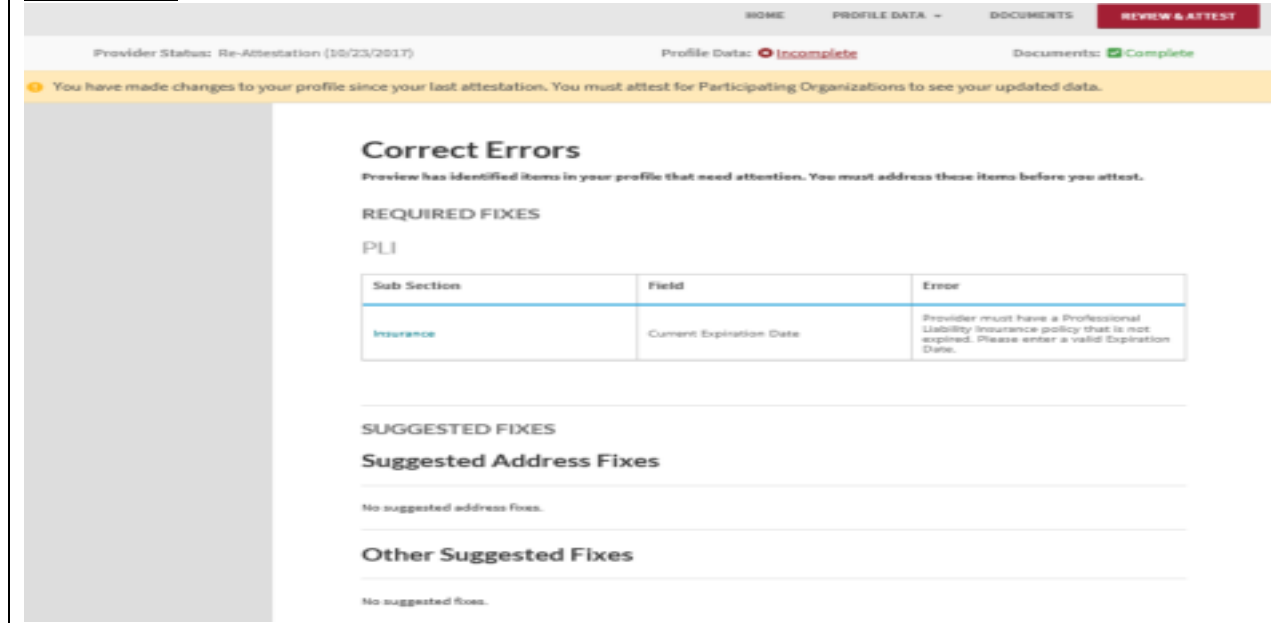 HOME PROFILE DATA DOCUMENTS REVIEW & ATTEST
Provider Status: Re-Attestation (10/23/2017) Profile Data: Incomplete Documents: Complete
You have made changes to your profile since your last attestation. You must attest for Participating Organizations to see your updated data.
Correct Errors
Proview has identified items in your profile that need attention. You must address these items before you attest.
REQUIRED FIXES
PLI
Sub Section Field Error
Insurance Current Expiration Date Provider must have a Professional
Liability Insurance policy that is not
expired. Please enter a valid Expiration
Date.
SUGGESTED FIXES
Suggested Address Fixes
No suggested address fixes.
Other Suggested Fixes
No suggested fixes.